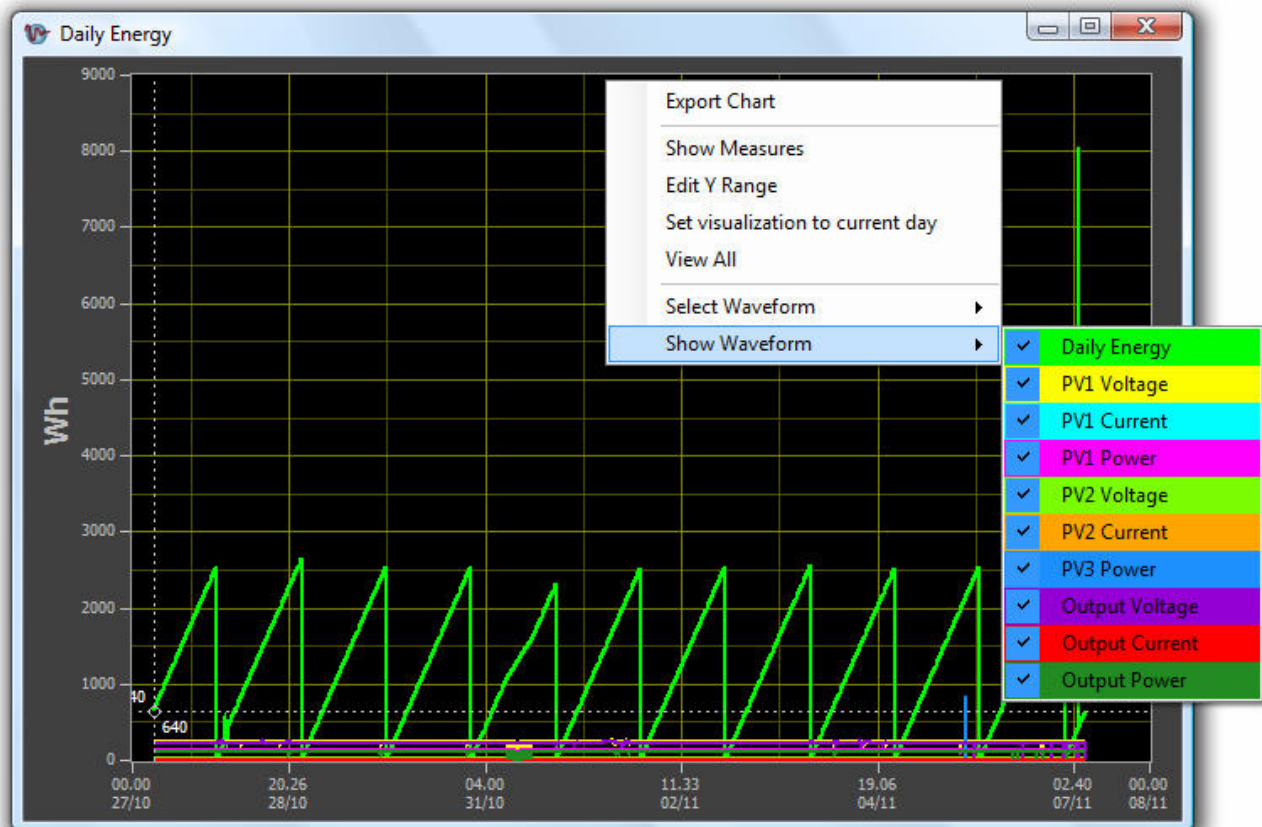 Daily Energy
9000
8000
7000
6000
5000
4000
3000
2000
1000
0
Wh
40
640
00.00
27/10
20.26
28/10
04.00
31/10
11.33
02/11
19.06
04/11
02.40
07/11
00.00
08/11
Export Chart
Show Measures
Edit Y Range
Set visualization to current day
View All
Select Waveform
Show Waveform
Daily Energy
PV1 Voltage
PV1 Current
PV1 Power
PV2 Voltage
PV2 Current
PV3 Power
Output Voltage
Output Current
Output Power